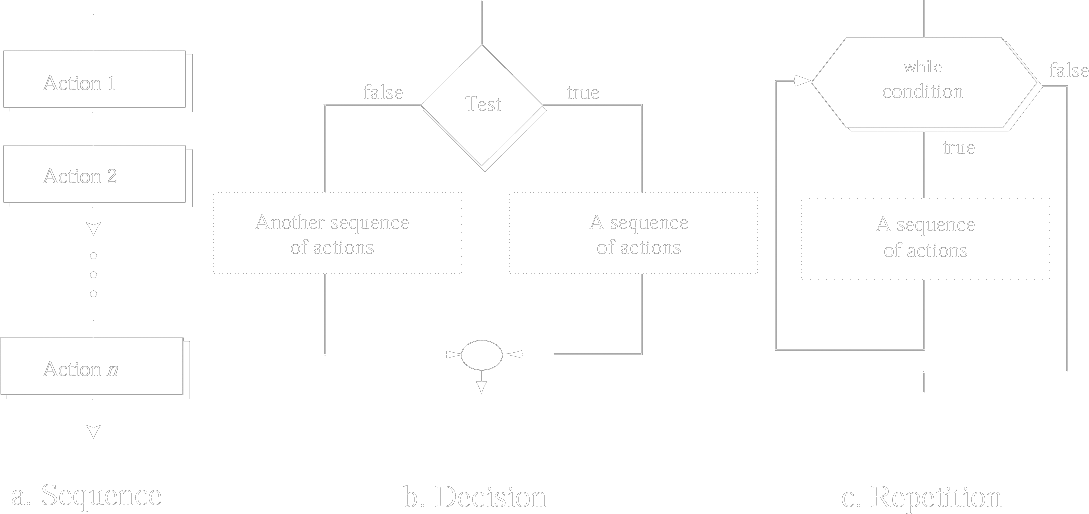 Action 1
Action 2
Action n
a. Sequence
false
Test
true
Another sequence
of actions
A sequence
of actions
b. Decision
while
condition
false
true
A sequence
of actions
c. Repetition